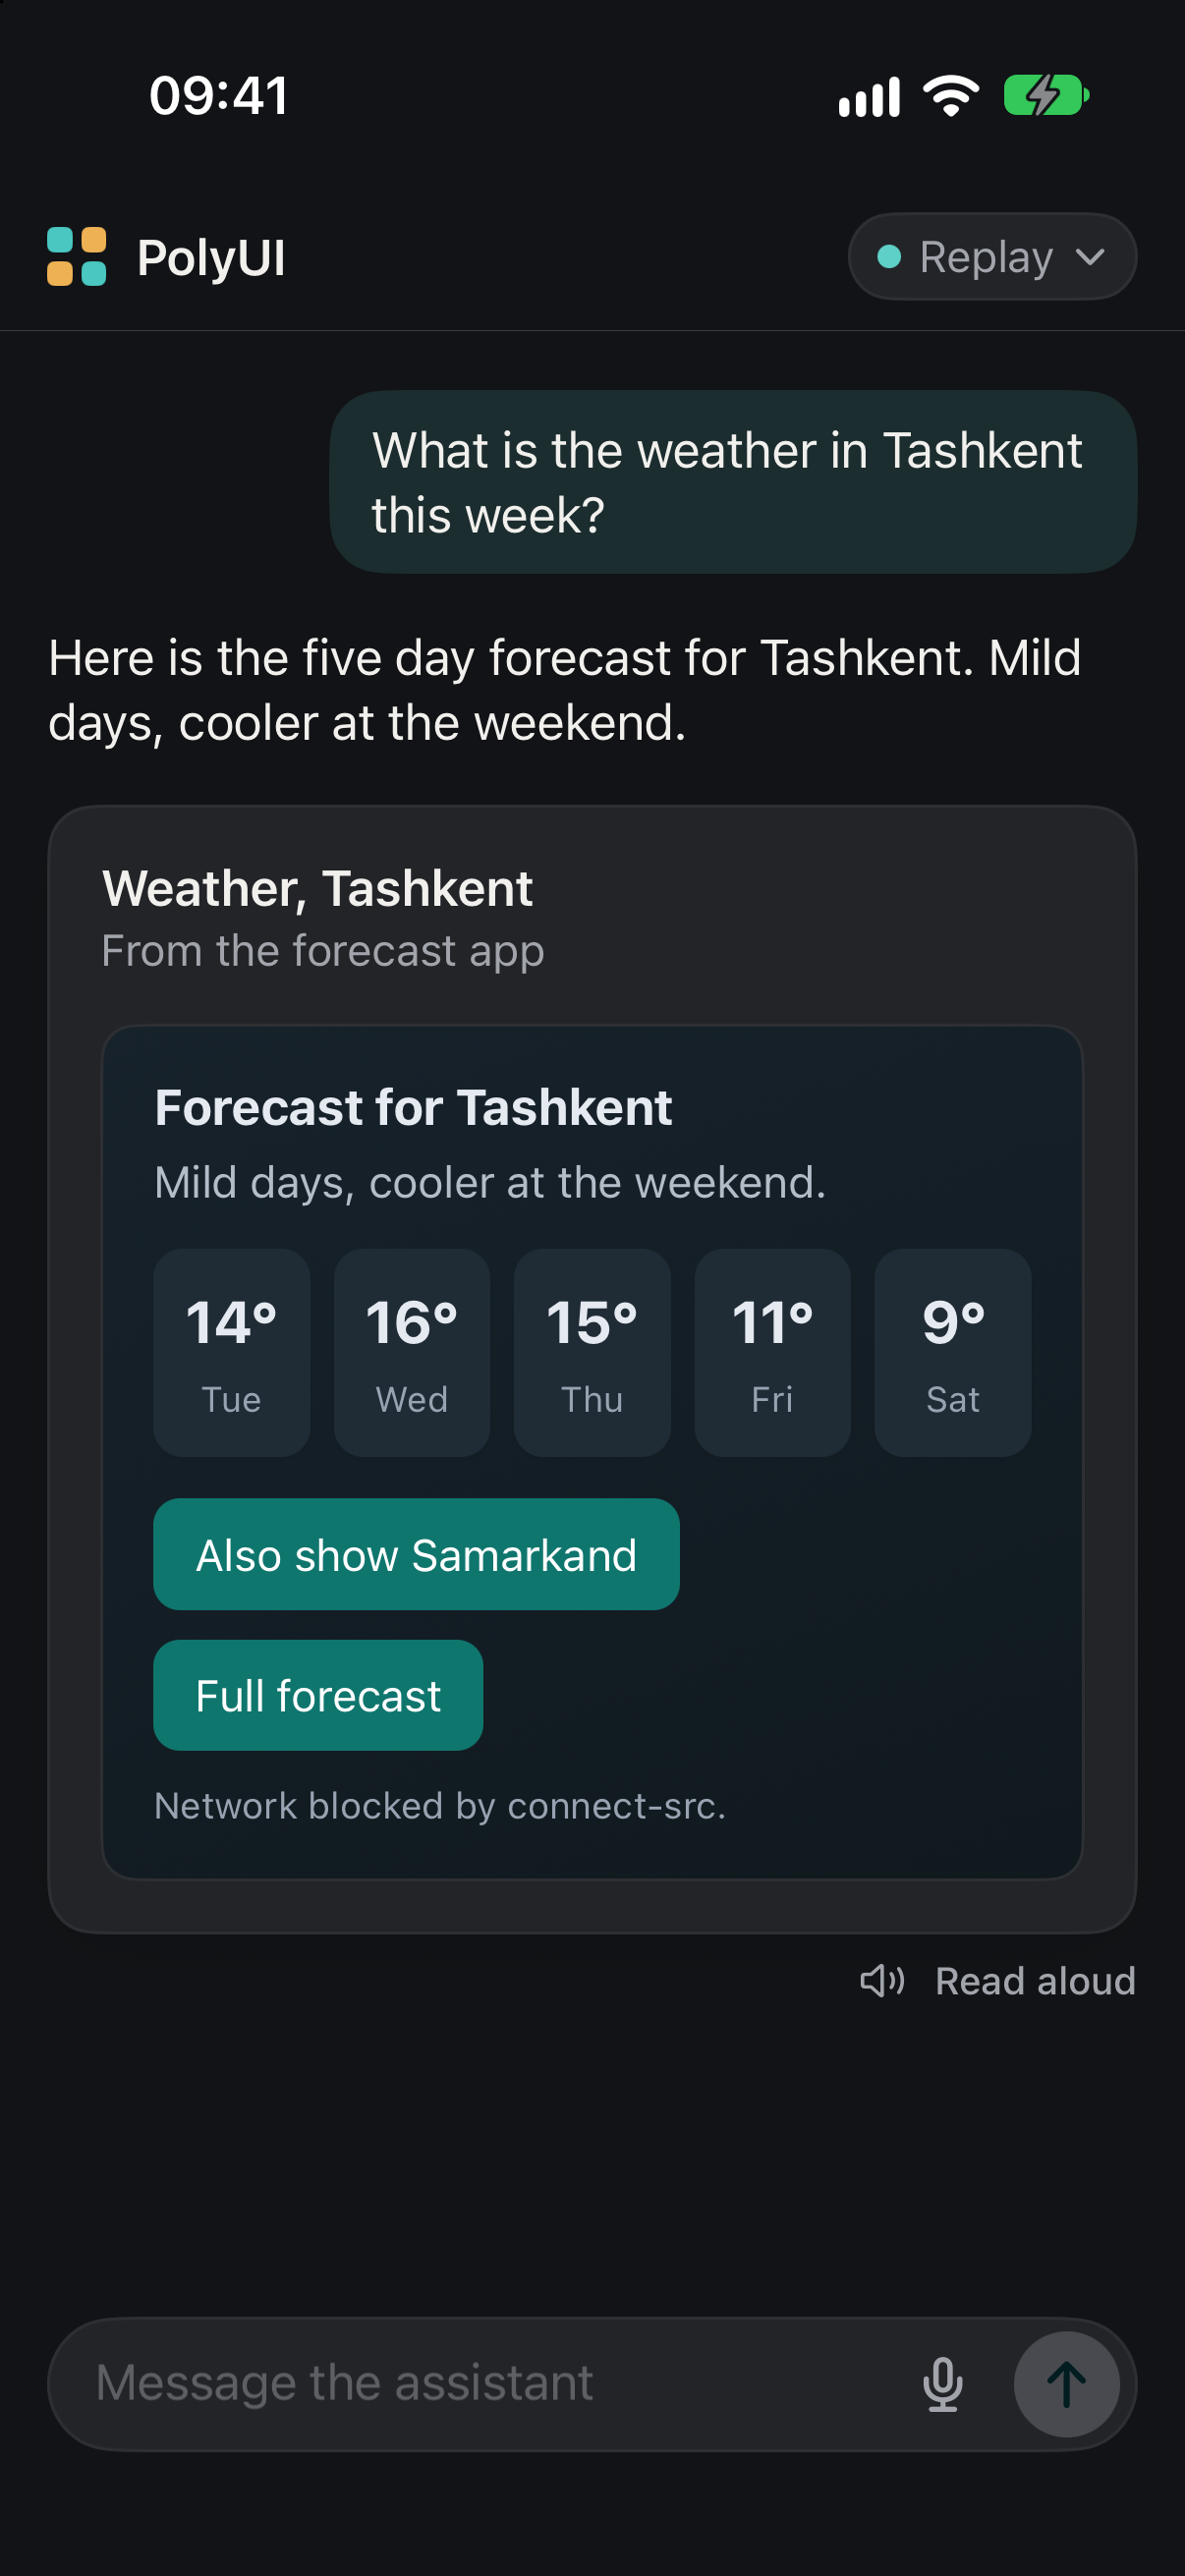 09:41
PolyUI
Replay
What is the weather in Tashkent
this week?
Here is the five day forecast for Tashkent. Mild
days, cooler at the weekend.
Weather, Tashkent
From the forecast app
Forecast for Tashkent
Mild days, cooler at the weekend.
14° 16° 15° 11° 9°
Tue Wed Thu Fri Sat
Also show Samarkand
Full forecast
Network blocked by connect-src.
Read aloud
Message the assistant